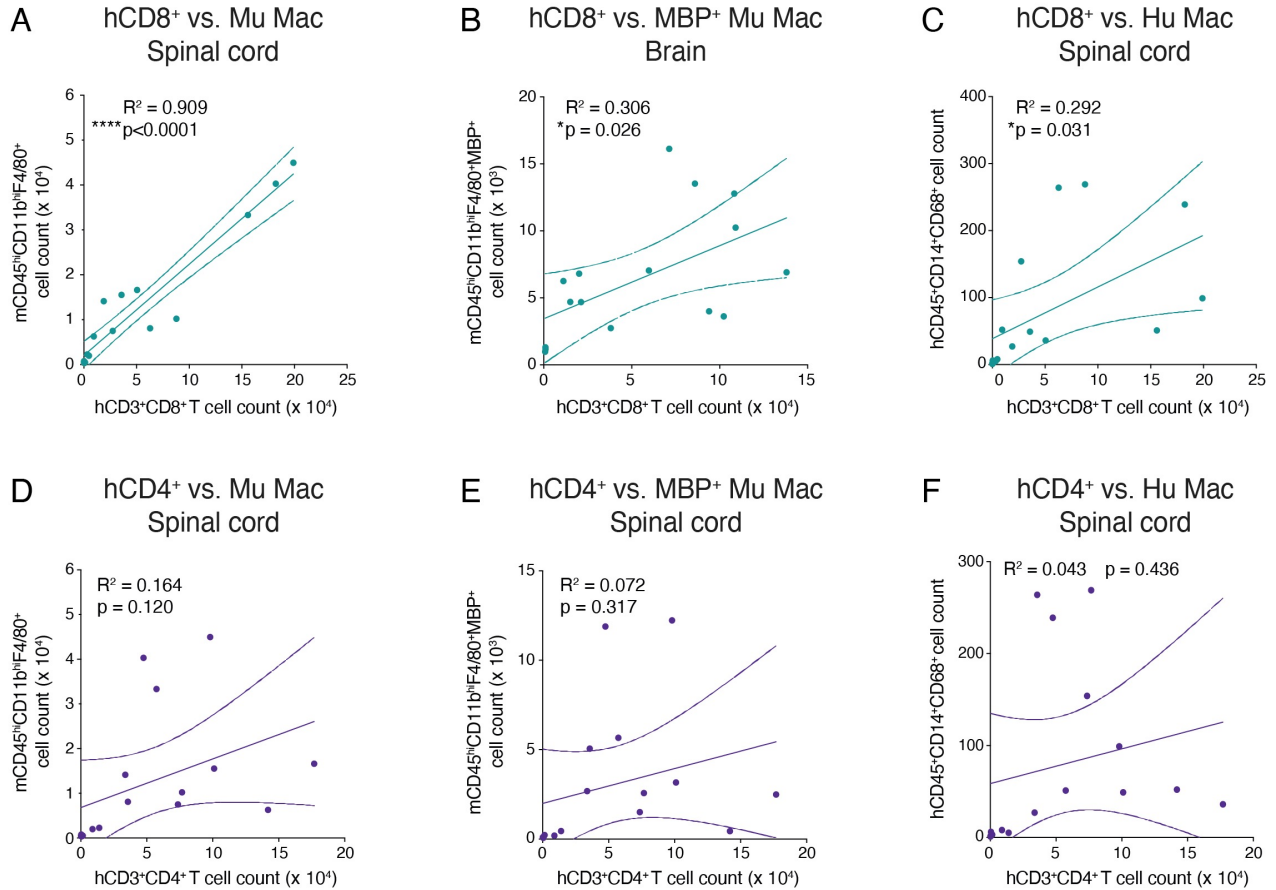 A
hCD8⁺ vs. Mu Mac
Spinal cord
R² = 0.909
****p<0.0001
mCD45ʰⁱCD11bʰⁱF4/80⁺
cell count (x 10⁴)
6
5
4
3
2
1
0
0 5 10 15 20 25
hCD3⁺CD8⁺ T cell count (x 10⁴)
B
hCD8⁺ vs. MBP⁺ Mu Mac
Brain
R² = 0.306
*p = 0.026
mCD45ʰⁱCD11bʰⁱF4/80⁺MBP⁺
cell count (x 10³)
20
15
10
5
0
0 5 10 15
hCD3⁺CD8⁺ T cell count (x 10⁴)
C
hCD8⁺ vs. Hu Mac
Spinal cord
R² = 0.292
*p = 0.031
hCD45⁺CD14⁺CD68⁺ cell count
400
300
200
100
0
0 5 10 15 20 25
hCD3⁺CD8⁺ T cell count (x 10⁴)
D
hCD4⁺ vs. Mu Mac
Spinal cord
R² = 0.164
p = 0.120
mCD45ʰⁱCD11bʰⁱF4/80⁺
cell count (x 10⁴)
6
5
4
3
2
1
0
0 5 10 15 20
hCD3⁺CD4⁺ T cell count (x 10⁴)
E
hCD4⁺ vs. MBP⁺ Mu Mac
Spinal cord
R² = 0.072
p = 0.317
mCD45ʰⁱCD11bʰⁱF4/80⁺MBP⁺
cell count (x 10³)
15
10
5
0
0 5 10 15 20
hCD3⁺CD4⁺ T cell count (x 10⁴)
F
hCD4⁺ vs. Hu Mac
Spinal cord
R² = 0.043 p = 0.436
hCD45⁺CD14⁺CD68⁺ cell count
300
200
100
0
0 5 10 15 20
hCD3⁺CD4⁺ T cell count (x 10⁴)